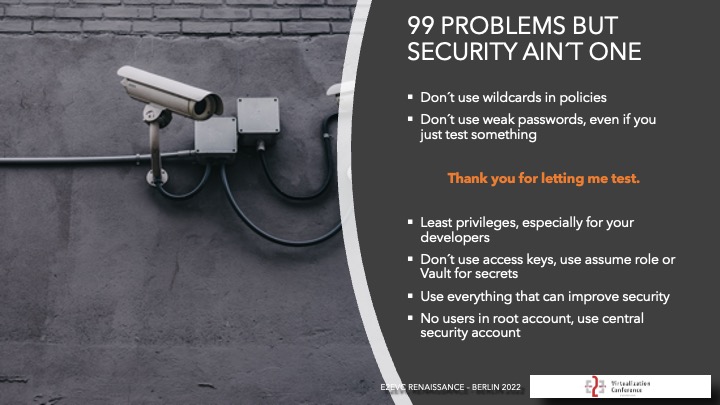 99 PROBLEMS BUT
SECURITY AIN´T ONE
▪ Don´t use wildcards in policies
▪ Don´t use weak passwords, even if you
just test something
Thank you for letting me test.
▪ Least privileges, especially for your
developers
▪ Don´t use access keys, use assume role or
Vault for secrets
▪ Use everything that can improve security
▪ No users in root account, use central
security account
E2EVC RENAISSANCE - BERLIN 2022
Virtualization
Conference